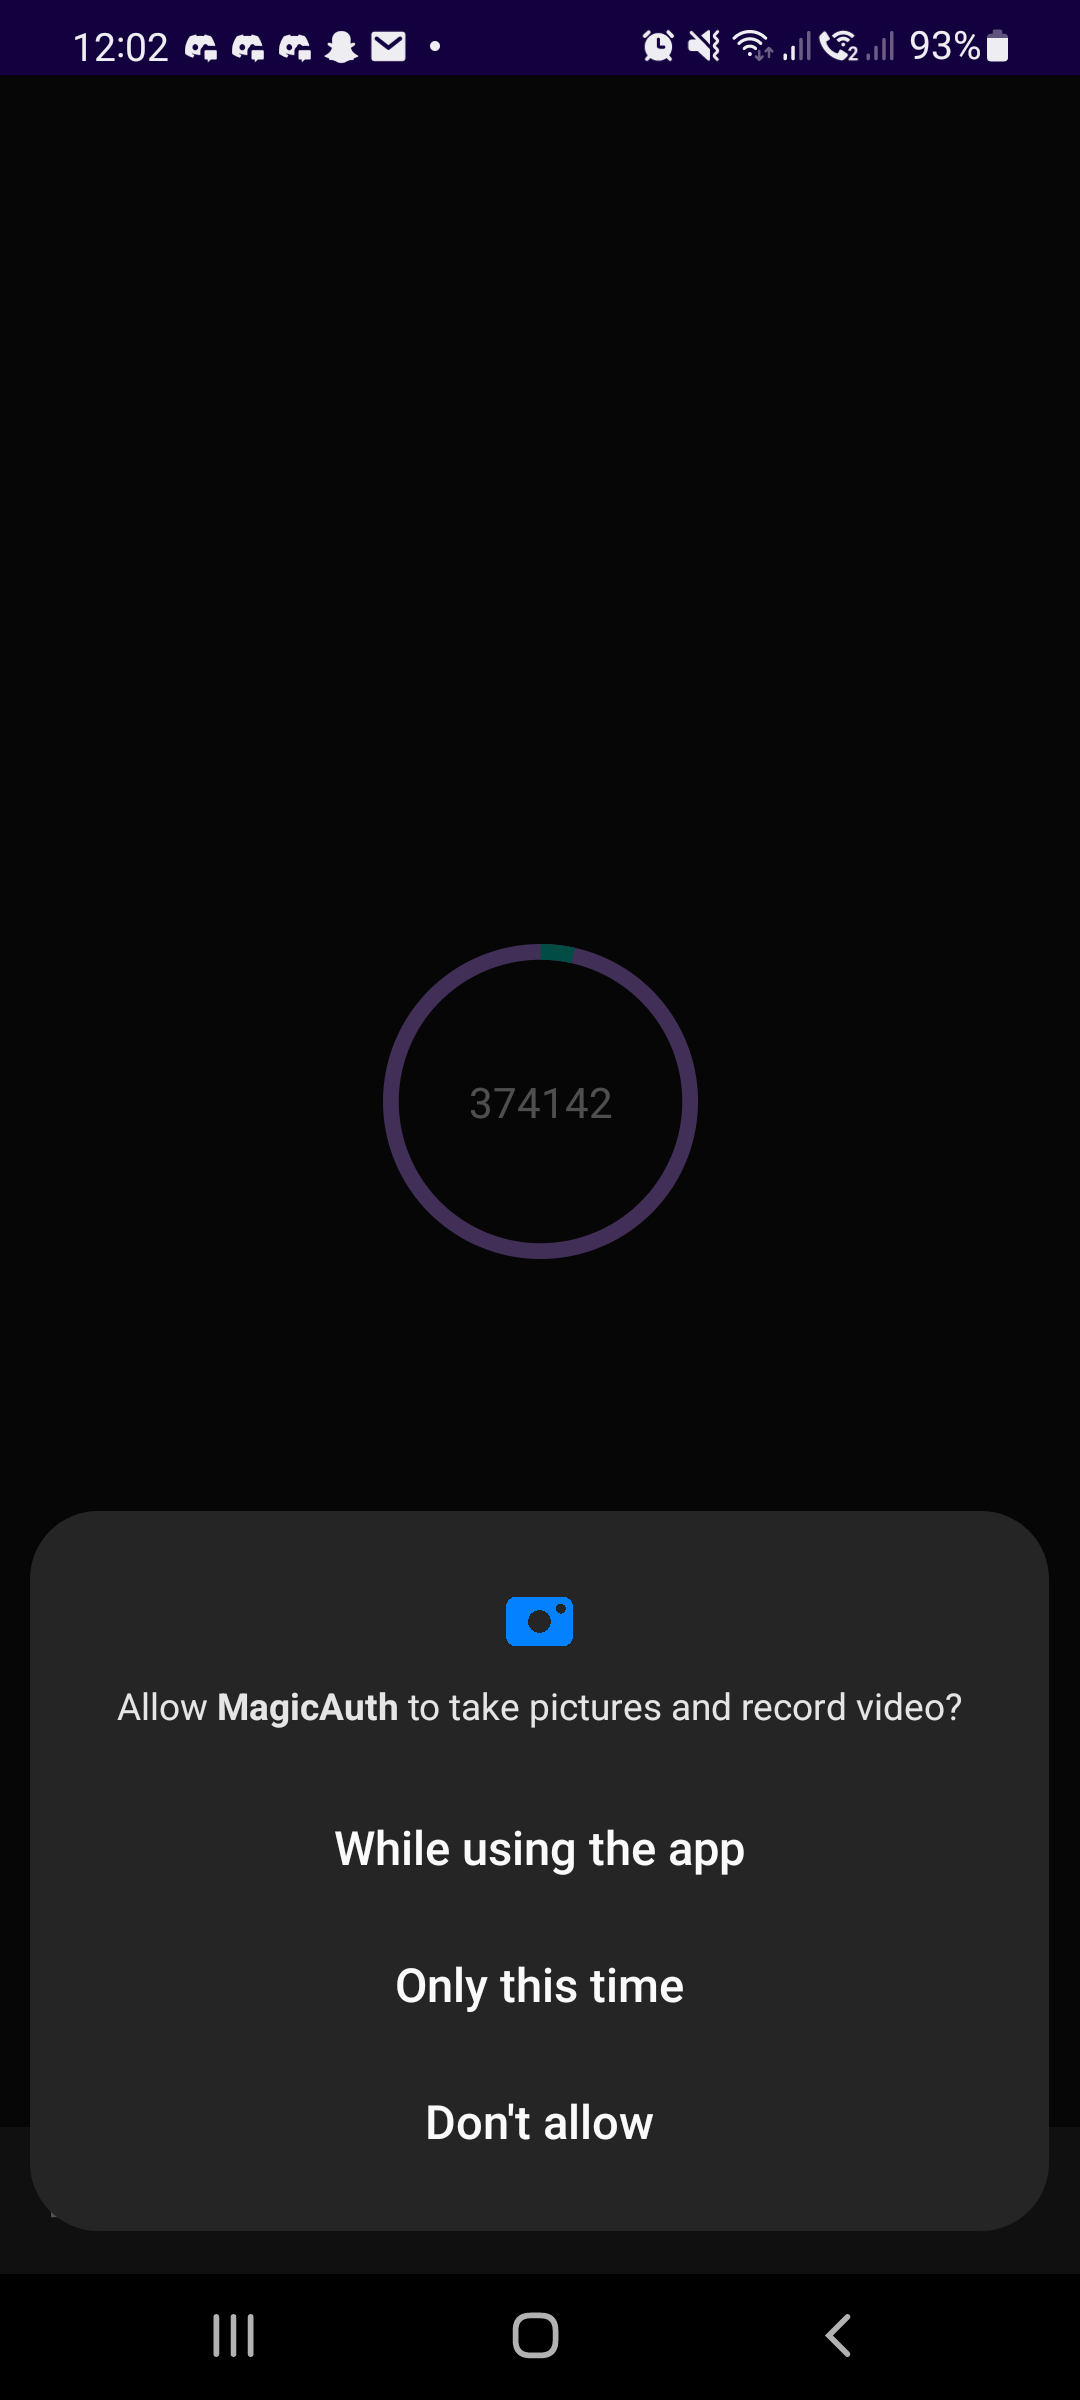 12:02 93%
374142
Allow MagicAuth to take pictures and record video?
While using the app
Only this time
Don't allow